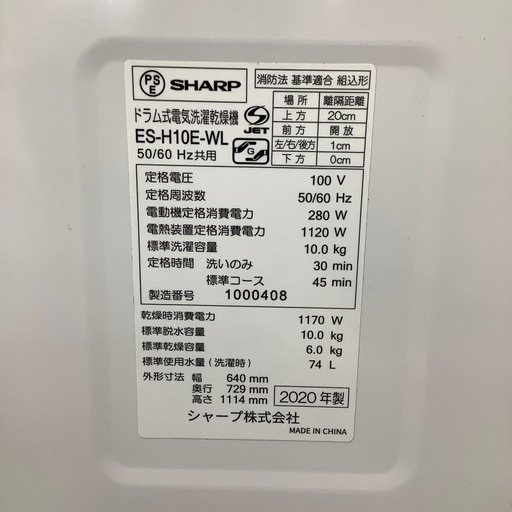 PS E SHARP
ドラム式電気洗濯乾燥機
ES-H10E-WL
50/60 Hz共用
S JET
G
消防法 基準適合 組込形
場所 離隔距離
上方 20cm
前方 開放
左/右/後方 1cm
下方 0cm
定格電圧 100 V
定格周波数 50/60 Hz
電動機定格消費電力 280 W
電熱装置定格消費電力 1120 W
標準洗濯容量 10.0 kg
定格時間 洗いのみ 30 min
標準コース 45 min
製造番号 1000408
乾燥時消費電力 1170 W
標準脱水容量 10.0 kg
標準乾燥容量 6.0 kg
標準使用水量(洗濯時) 74 L
外形寸法 幅 640 mm
奥行 729 mm
高さ 1114 mm
2020 年製
シャープ株式会社
MADE IN CHINA